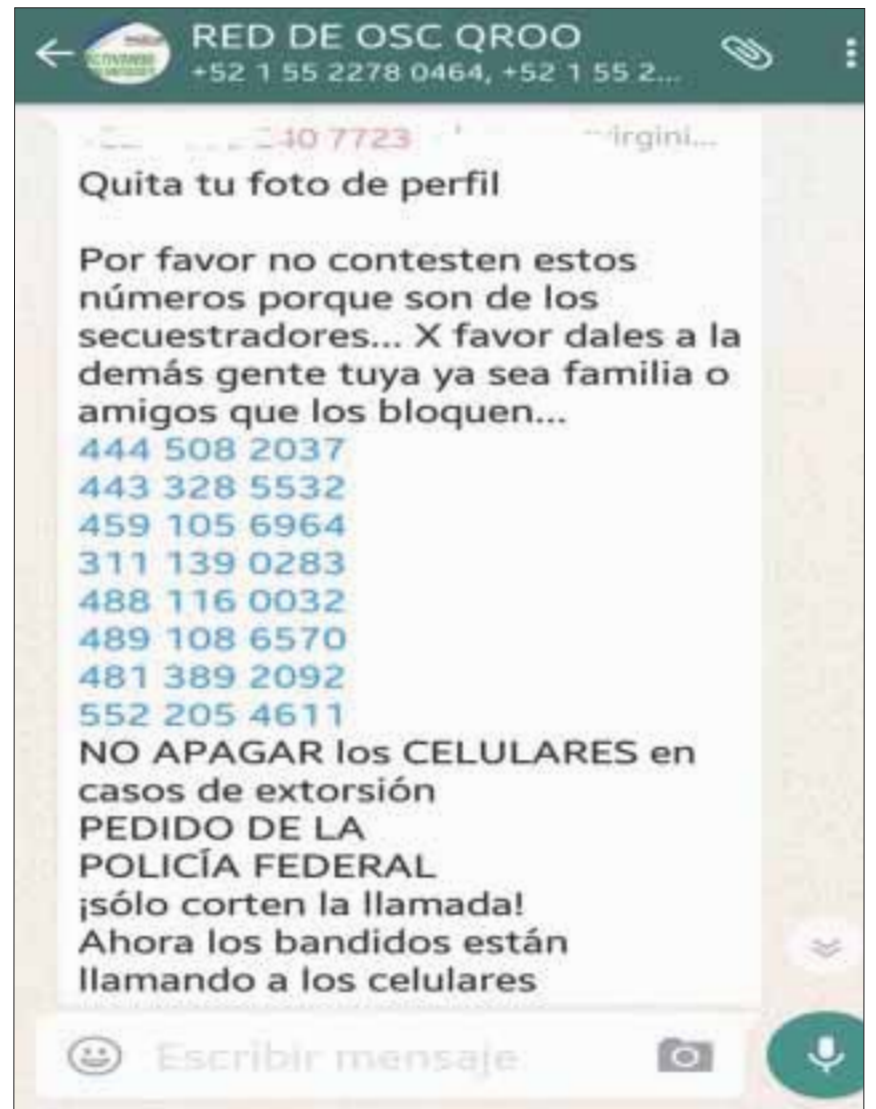 RED DE OSC QROO
+52 1 55 2278 0464, +52 1 55 2...
40 7723 irgini...
Quita tu foto de perfil
Por favor no contesten estos
números porque son de los
secuestradores... X favor dales a la
demás gente tuya ya sea familia o
amigos que los bloquen...
444 508 2037
443 328 5532
459 105 6964
311 139 0283
488 116 0032
489 108 6570
481 389 2092
552 205 4611
NO APAGAR los CELULARES en
casos de extorsión
PEDIDO DE LA
POLICÍA FEDERAL
¡sólo corten la llamada!
Ahora los bandidos están
llamando a los celulares
Escribir mensaje